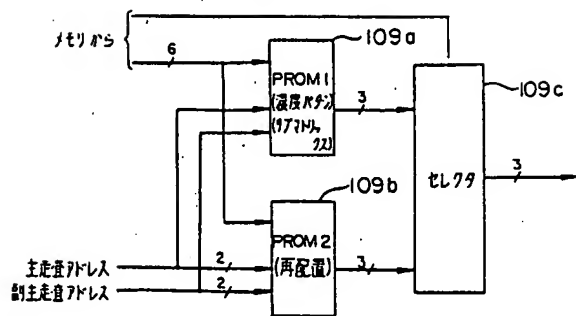 109a
メモリから
6
PROM1
(濃度パタン)
(サブマトリックス)
3
109c
セレクタ
3
109b
PROM2
(再配置)
3
主走査アドレス
2
副主走査アドレス
2